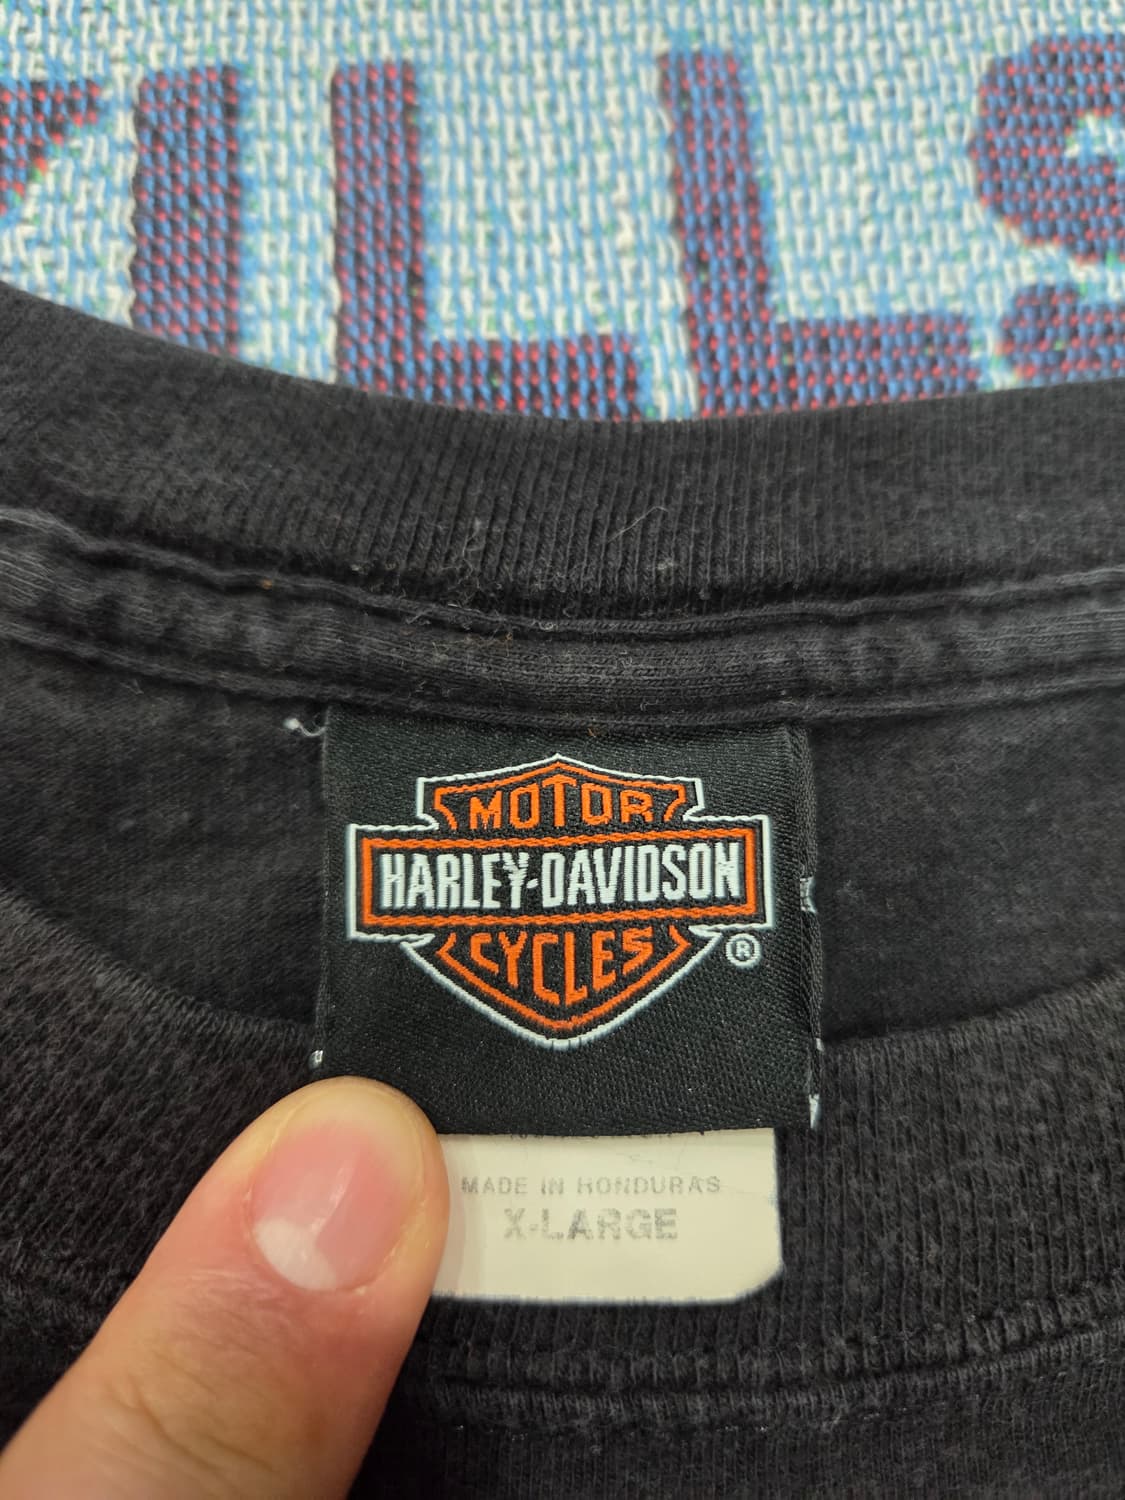 MOTOR
HARLEY-DAVIDSON
CYCLES
®
MADE IN HONDURAS
X-LARGE